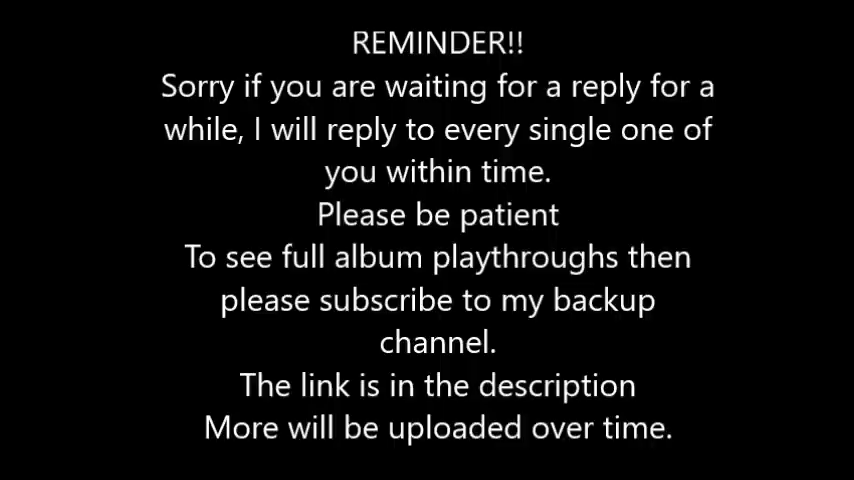 REMINDER!!
Sorry if you are waiting for a reply for a
while, I will reply to every single one of
you within time.
Please be patient
To see full album playthroughs then
please subscribe to my backup
channel.
The link is in the description
More will be uploaded over time.